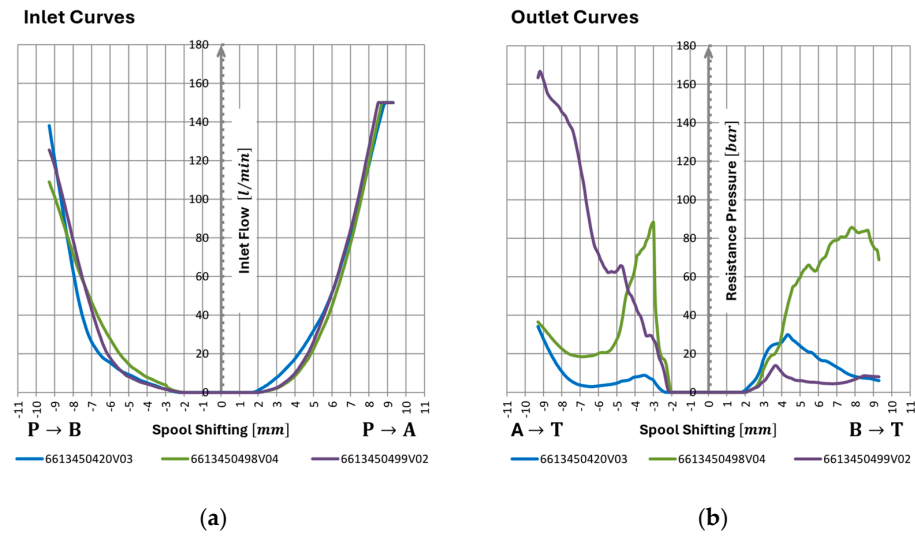 Inlet Curves
180
160
140
120
100
80
60
40
20
0
Inlet Flow [l/min]
-11 -10 -9 -8 -7 -6 -5 -4 -3 -2 -1 0 1 2 3 4 5 6 7 8 9 10 11
P → B Spool Shifting [mm] P → A
6613450420V03 6613450498V04 6613450499V02
(a)
Outlet Curves
180
160
140
120
100
80
60
40
20
0
Resistance Pressure [bar]
-11 -10 -9 -8 -7 -6 -5 -4 -3 -2 -1 0 1 2 3 4 5 6 7 8 9 10 11
A → T Spool Shifting [mm] B → T
6613450420V03 6613450498V04 6613450499V02
(b)